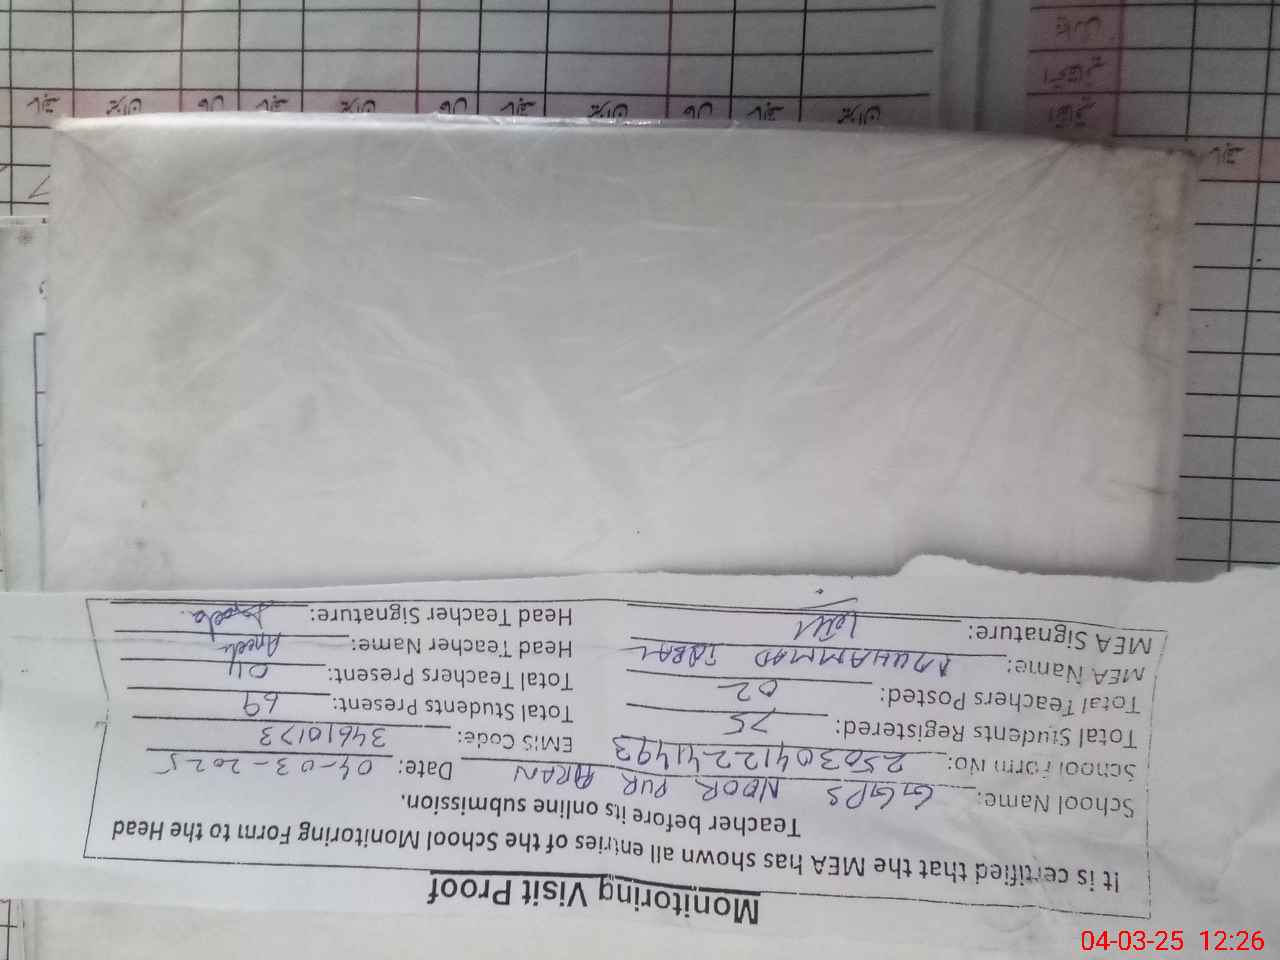 Monitoring Visit Proof
It is certified that the MEA has shown all entries of the School Monitoring Form to the Head
Teacher before its online submission.
School Name: GGPS NOOR PUR ARAN Date: 04-03-2025
School Form No: 25030412241493 EMIS Code: 34610173
Total Students Registered: 75 Total Students Present: 69
Total Teachers Posted: 02 Total Teachers Present: 04
MEA Name: MUHAMMAD IQBAL Head Teacher Name:
MEA Signature: Head Teacher Signature:
04-03-25 12:26